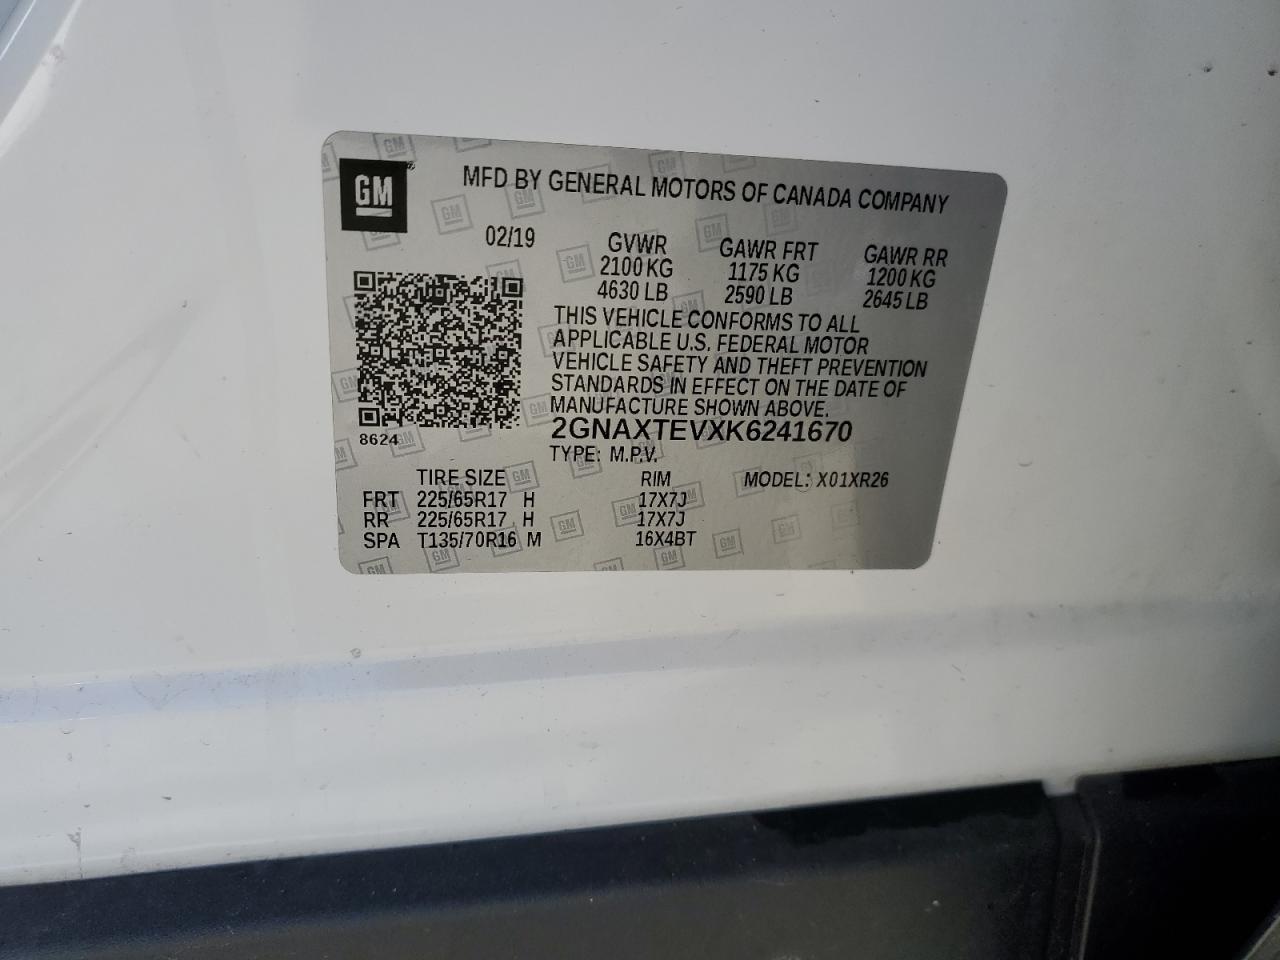 GM
MFD BY GENERAL MOTORS OF CANADA COMPANY
02/19 GVWR GAWR FRT GAWR RR
2100 KG 1175 KG 1200 KG
4630 LB 2590 LB 2645 LB
THIS VEHICLE CONFORMS TO ALL
APPLICABLE U.S. FEDERAL MOTOR
VEHICLE SAFETY AND THEFT PREVENTION
STANDARDS IN EFFECT ON THE DATE OF
MANUFACTURE SHOWN ABOVE.
8624 2GNAXTEVXK6241670
TYPE: M.P.V.
TIRE SIZE RIM MODEL: X01XR26
FRT 225/65R17 H 17X7J
RR 225/65R17 H 17X7J
SPA T135/70R16 M 16X4BT